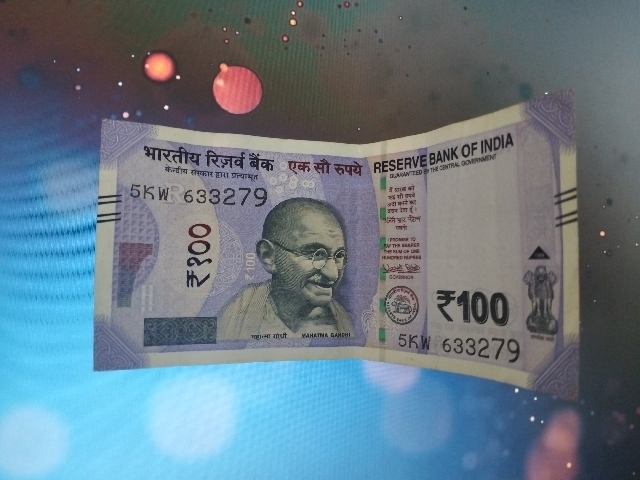 भारतीय रिज़र्व बैंक
केन्द्रीय सरकार द्वारा प्रत्याभूत
एक सौ रुपये
RESERVE BANK OF INDIA
GUARANTEED BY THE CENTRAL GOVERNMENT
5KW 633279
₹१००
₹100
महात्मा गांधी
MAHATMA GANDHI
I PROMISE TO
PAY THE BEARER
THE SUM OF ONE
HUNDRED RUPEES
GOVERNOR
₹100
5KW 633279